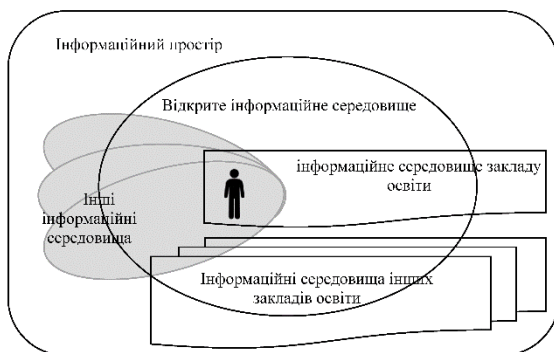 Інформаційний простір
Відкрите інформаційне середовище
інформаційне середовище закладу
освіти
Інші
інформаційні
середовища
Інформаційні середовища інших
закладів освіти